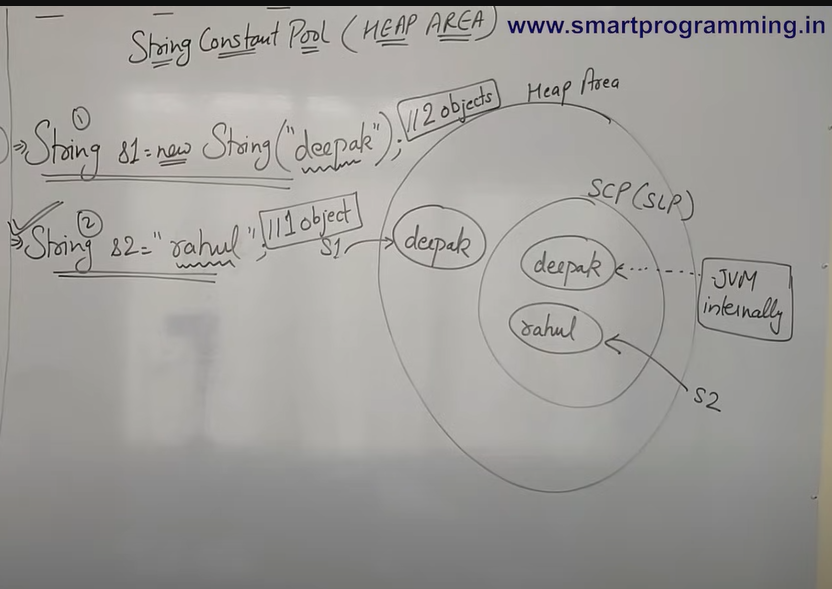 String Constant Pool (HEAP AREA)
www.smartprogramming.in
① ⇒ String s1 = new String("deepak"); //2 objects
② ⇒ String s2 = "rahul"; //1 object
Heap Area
SCP (SLP)
S1
deepak
deepak
rahul
JVM
internally
S2